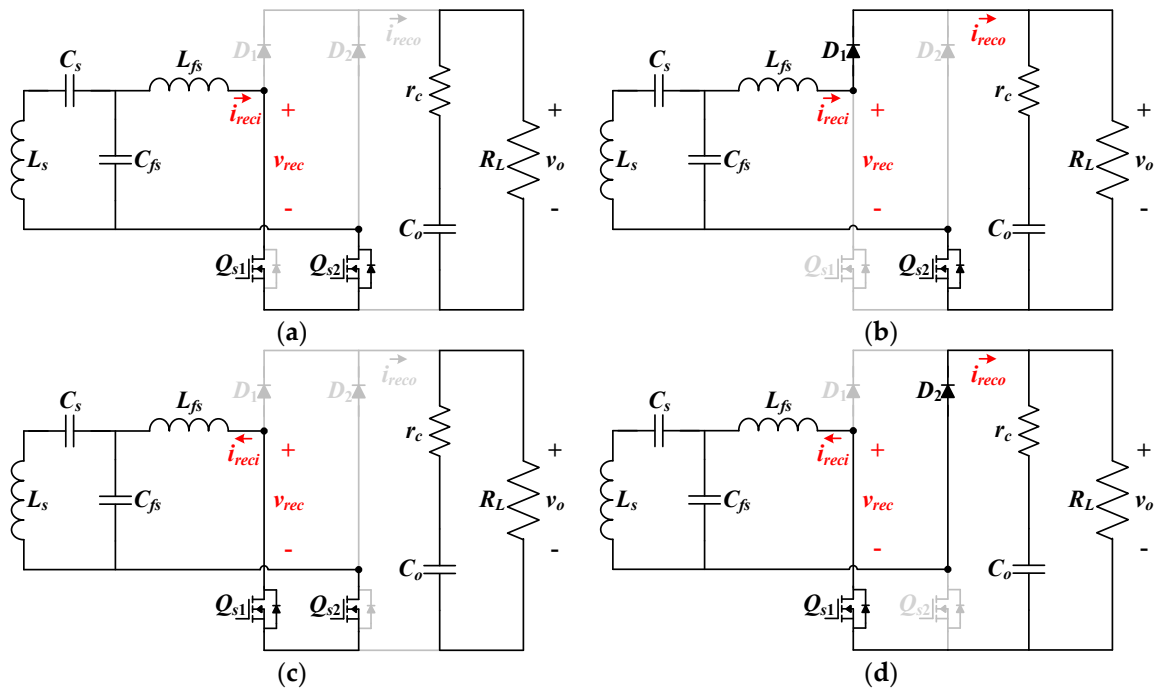 D1
D2
ireco
Cs
Lfs
rc
ireci
+
+
Ls
Cfs
vrec
RL
vo
-
-
Co
Qs1
Qs2
(a)
D1
D2
ireco
Cs
Lfs
rc
ireci
+
+
Ls
Cfs
vrec
RL
vo
-
-
Co
Qs1
Qs2
(b)
D1
D2
ireco
Cs
Lfs
rc
ireci
+
+
Ls
Cfs
vrec
RL
vo
-
-
Co
Qs1
Qs2
(c)
D1
D2
ireco
Cs
Lfs
rc
ireci
+
+
Ls
Cfs
vrec
RL
vo
-
-
Co
Qs1
Qs2
(d)